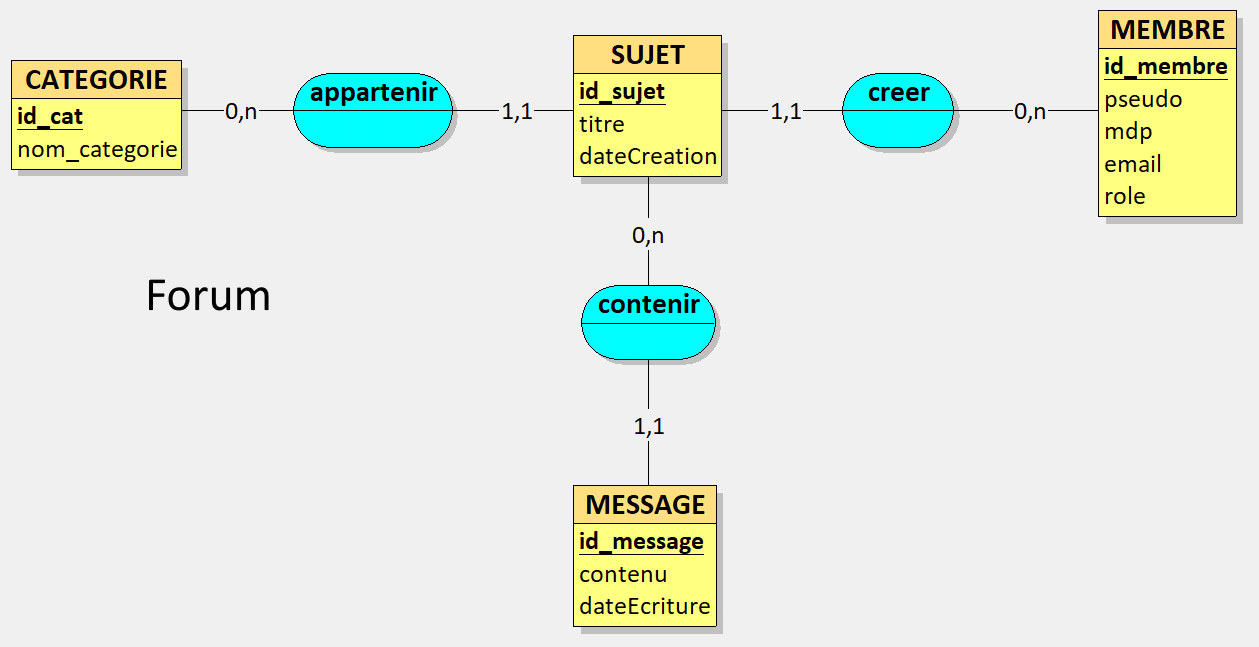 CATEGORIE
id_cat
nom_categorie
0,n
appartenir
1,1
SUJET
id_sujet
titre
dateCreation
1,1
creer
0,n
MEMBRE
id_membre
pseudo
mdp
email
role
Forum
0,n
contenir
1,1
MESSAGE
id_message
contenu
dateEcriture